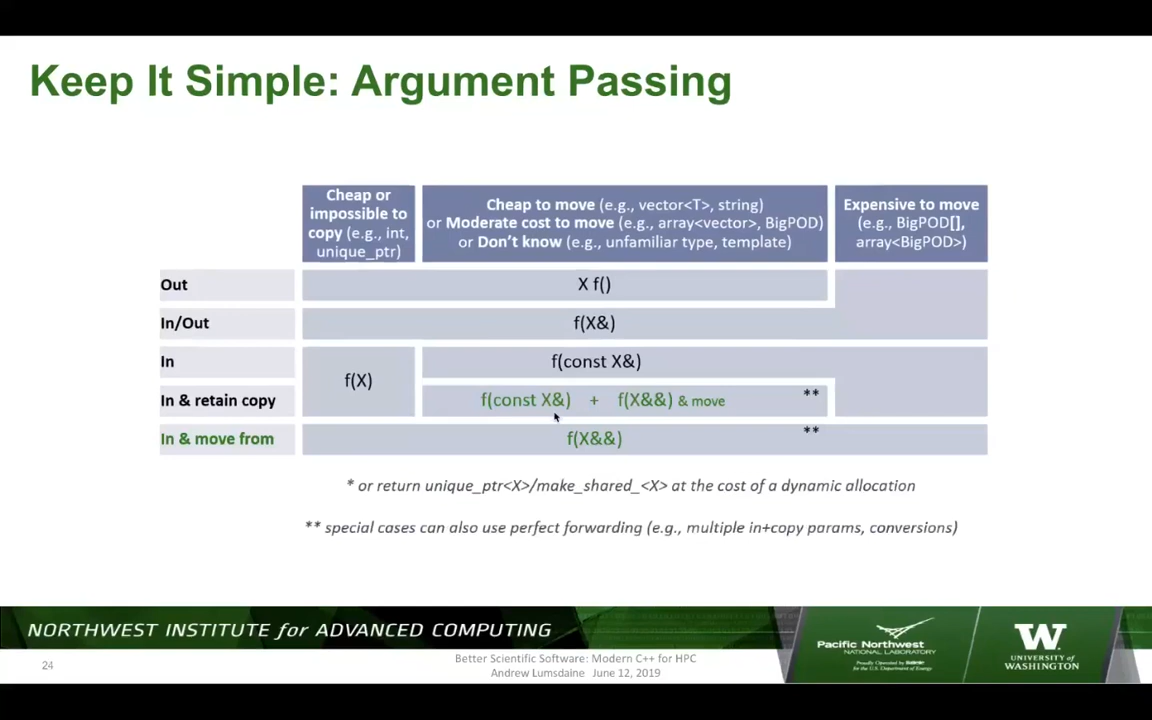 Keep It Simple: Argument Passing
Cheap or
impossible to
copy (e.g., int,
unique_ptr)
Cheap to move (e.g., vector<T>, string)
or Moderate cost to move (e.g., array<vector>, BigPOD)
or Don't know (e.g., unfamiliar type, template)
Expensive to move
(e.g., BigPOD[],
array<BigPOD>)
Out
X f()
In/Out
f(X&)
In
f(X)
f(const X&)
In & retain copy
f(const X&) + f(X&&) & move **
In & move from
f(X&&) **
* or return unique_ptr<X>/make_shared_<X> at the cost of a dynamic allocation
** special cases can also use perfect forwarding (e.g., multiple in+copy params, conversions)
NORTHWEST INSTITUTE for ADVANCED COMPUTING
Pacific Northwest
NATIONAL LABORATORY
W
UNIVERSITY of
WASHINGTON
24
Better Scientific Software: Modern C++ for HPC
Andrew Lumsdaine June 12, 2019